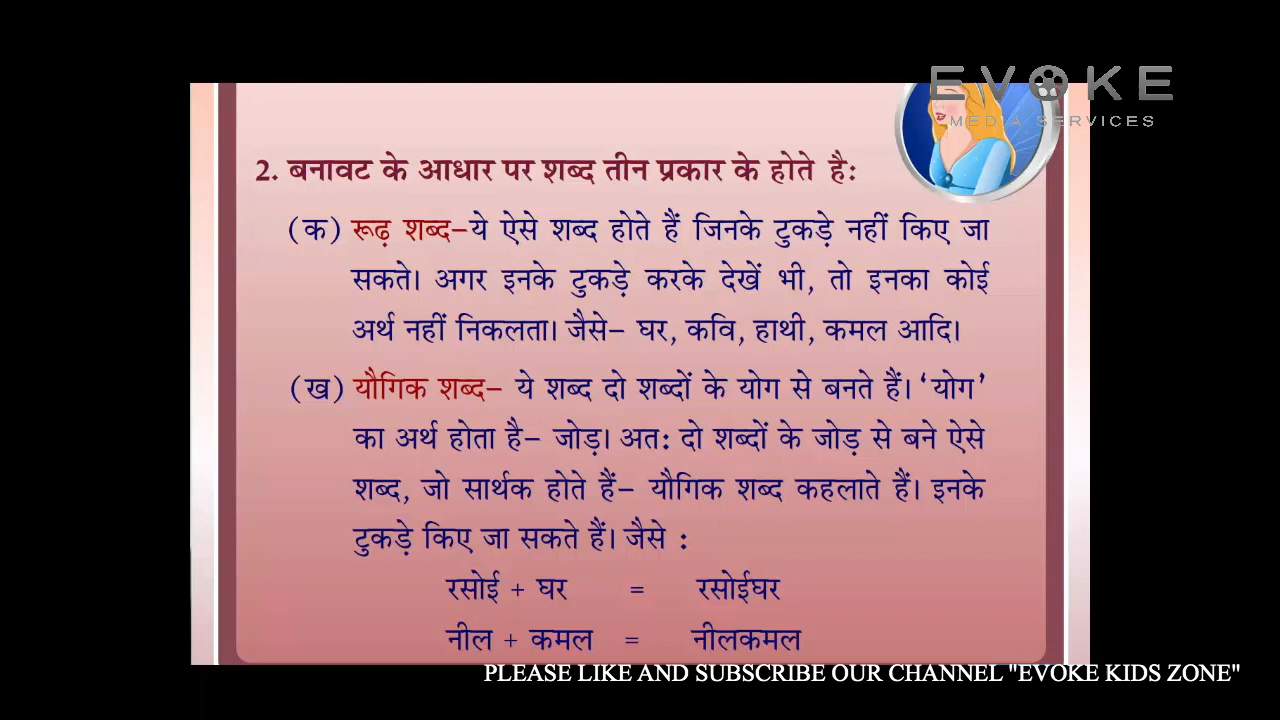 EVOKE
MEDIA SERVICES
2. बनावट के आधार पर शब्द तीन प्रकार के होते है:
(क) रूढ़ शब्द–ये ऐसे शब्द होते हैं जिनके टुकड़े नहीं किए जा
सकते। अगर इनके टुकड़े करके देखें भी, तो इनका कोई
अर्थ नहीं निकलता। जैसे– घर, कवि, हाथी, कमल आदि।
(ख) यौगिक शब्द– ये शब्द दो शब्दों के योग से बनते हैं। ‘योग’
का अर्थ होता है– जोड़। अत: दो शब्दों के जोड़ से बने ऐसे
शब्द, जो सार्थक होते हैं– यौगिक शब्द कहलाते हैं। इनके
टुकड़े किए जा सकते हैं। जैसे :
रसोई + घर = रसोईघर
नील + कमल = नीलकमल
PLEASE LIKE AND SUBSCRIBE OUR CHANNEL "EVOKE KIDS ZONE"